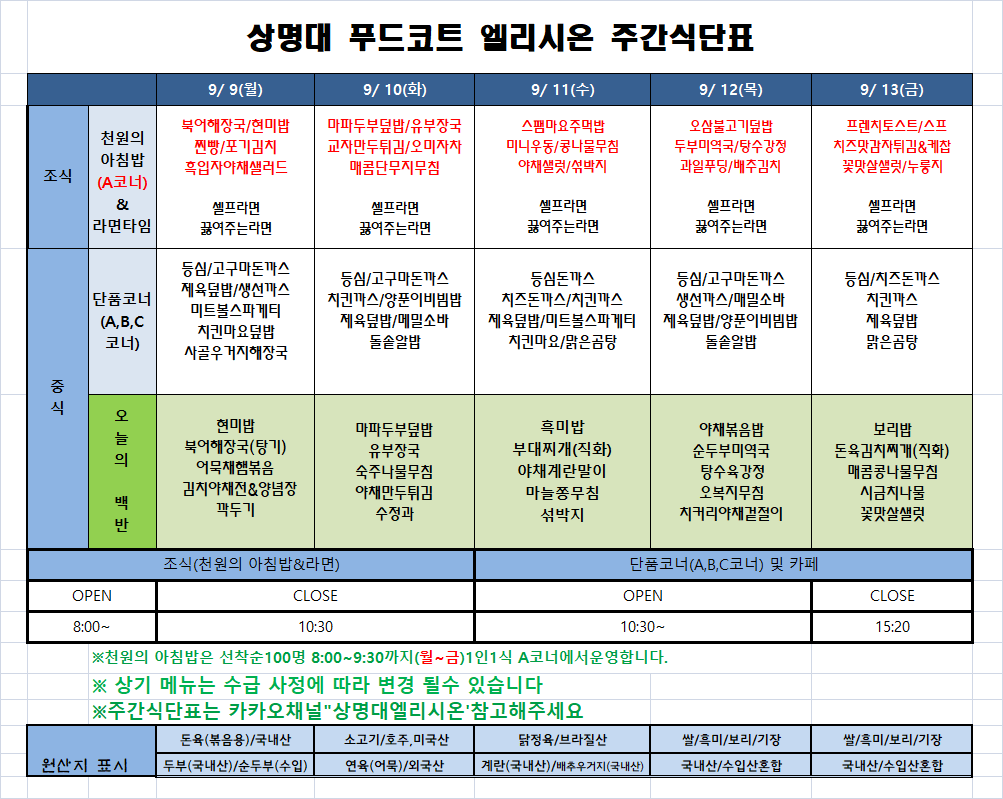 상명대 푸드코트 엘리시온 주간식단표
9/ 9(월) 9/ 10(화) 9/ 11(수) 9/ 12(목) 9/ 13(금)
조식
천원의
아침밥
(A코너)
&
라면타임
북어해장국/현미밥
찐빵/포기김치
흑임자야채샐러드
셀프라면
끓여주는라면
마파두부덮밥/유부장국
교자만두튀김/오미자차
매콤단무지무침
셀프라면
끓여주는라면
스팸마요주먹밥
미니우동/콩나물무침
야채샐럿/섞박지
셀프라면
끓여주는라면
오삼불고기덮밥
두부미역국/탕수강정
과일푸딩/배추김치
셀프라면
끓여주는라면
프렌치토스트/스프
치즈맛감자튀김&케찹
꽃맛살샐럿/누룽지
셀프라면
끓여주는라면
중
식
단품코너
(A,B,C
코너)
등심/고구마돈까스
제육덮밥/생선까스
미트볼스파게티
치킨마요덮밥
사골우거지해장국
등심/고구마돈까스
치킨까스/양푼이비빔밥
제육덮밥/메밀소바
돌솥알밥
등심돈까스
치즈돈까스/치킨까스
제육덮밥/미트볼스파게티
치킨마요/맑은곰탕
등심/고구마돈까스
생선까스/매밀소바
제육덮밥/양푼이비빔밥
돌솥알밥
등심/치즈돈까스
치킨까스
제육덮밥
맑은곰탕
오
늘
의
백
반
현미밥
북어해장국(탕기)
어묵채햄볶음
김치야채전&양념장
깍두기
마파두부덮밥
유부장국
숙주나물무침
야채만두튀김
수정과
흑미밥
부대찌개(직화)
야채계란말이
마늘쫑무침
섞박지
야채볶음밥
순두부미역국
탕수육강정
오복지무침
치커리야채겉절이
보리밥
돈육김치찌개(직화)
매콤콩나물무침
시금치나물
꽃맛살샐럿
조식(천원의 아침밥&라면) 단품코너(A,B,C코너) 및 카페
OPEN CLOSE OPEN CLOSE
8:00~ 10:30 10:30~ 15:20
※천원의 아침밥은 선착순100명 8:00~9:30까지(월~금)1인1식 A코너에서운영합니다.
※ 상기 메뉴는 수급 사정에 따라 변경 될수 있습니다
※주간식단표는 카카오채널"상명대엘리시온'참고해주세요
원산지 표시
돈육(볶음용)/국내산 소고기/호주,미국산 닭정육/브라질산 쌀/흑미/보리/기장 쌀/흑미/보리/기장
두부(국내산)/순두부(수입) 연육(어묵)/외국산 계란(국내산)/배추우거지(국내산) 국내산/수입산혼합 국내산/수입산혼합